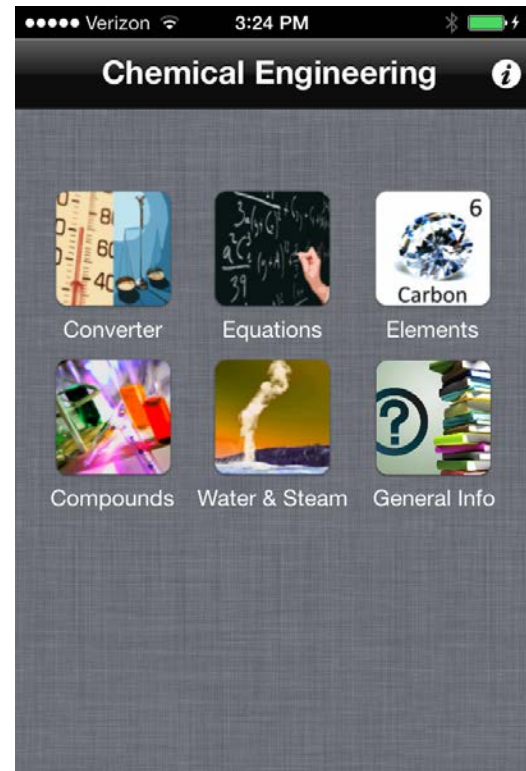 Verizon 3:24 PM
Chemical Engineering
6
Carbon
Converter Equations Elements
Compounds Water & Steam General Info